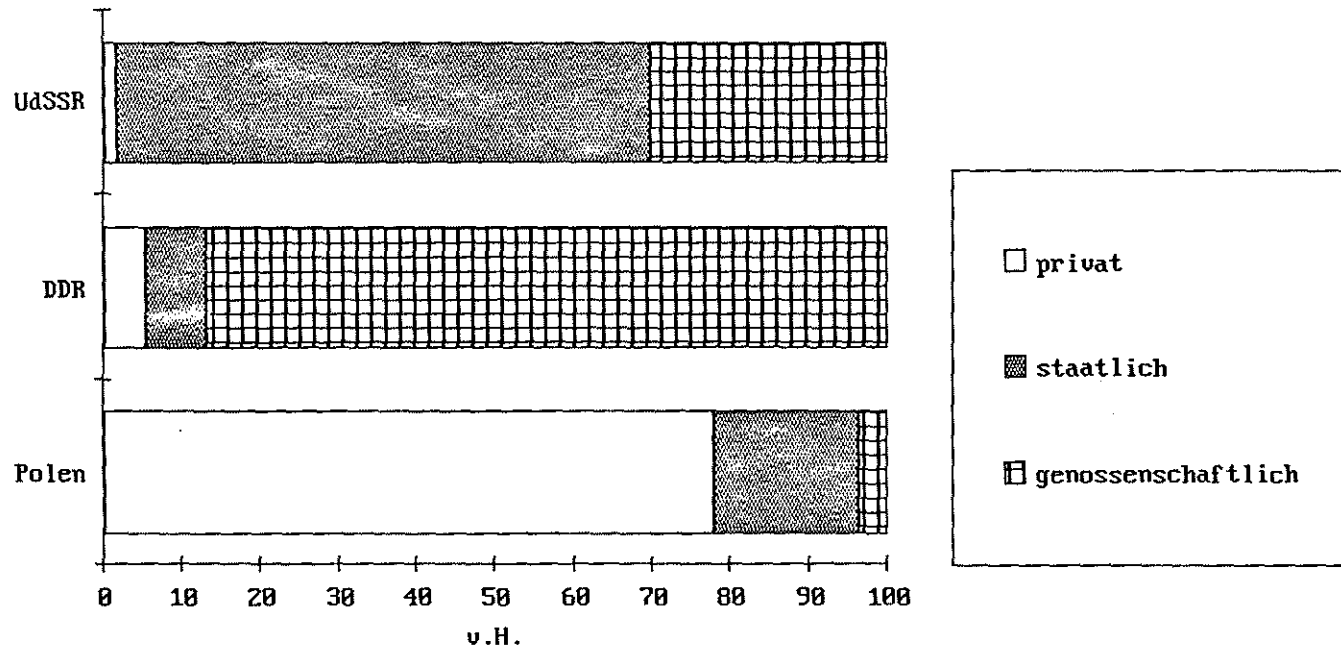 UdSSR
DDR
Polen
0 10 20 30 40 50 60 70 80 90 100
v.H.
privat
staatlich
genossenschaftlich